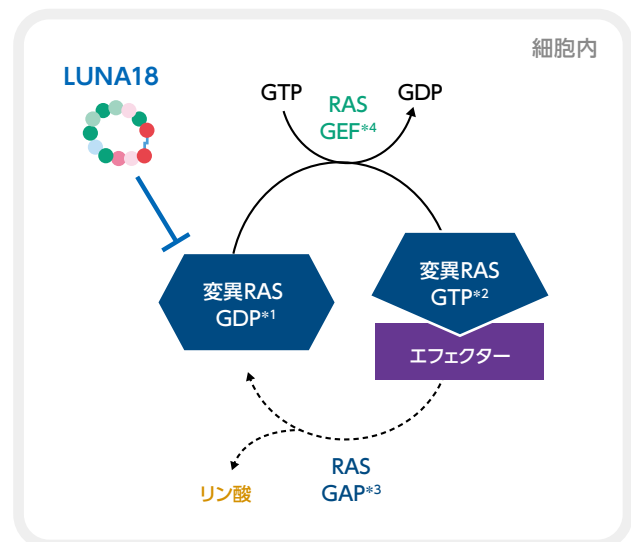 細胞内
LUNA18
GTP
GDP
RAS
GEF*4
変異RAS
GDP*1
変異RAS
GTP*2
エフェクター
リン酸
RAS
GAP*3